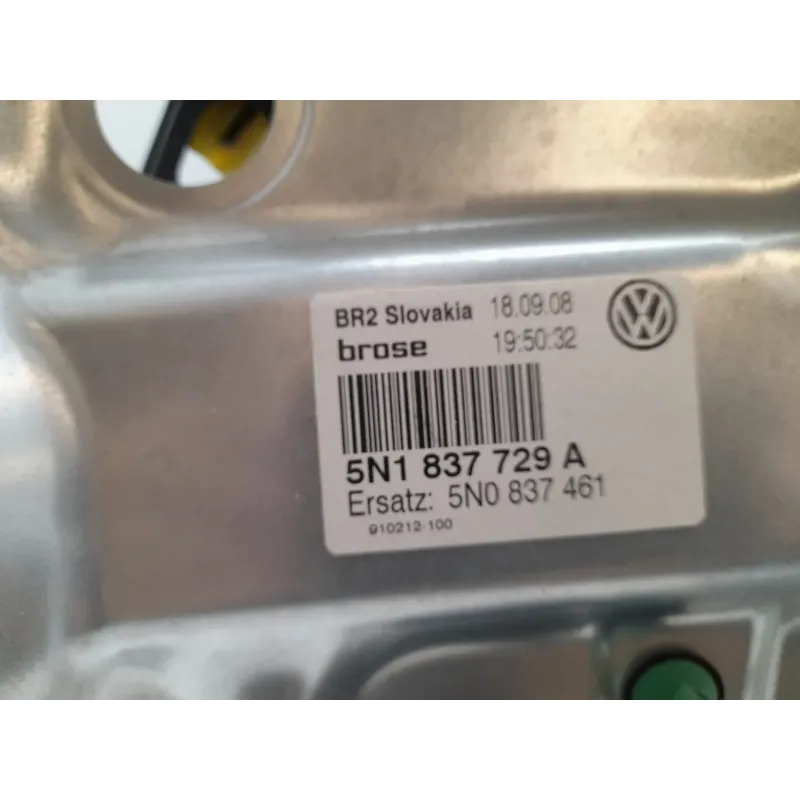 BR2 Slovakia 18.09.08
brose 19:50:32
5N1 837 729 A
Ersatz: 5N0 837 461
910212-100